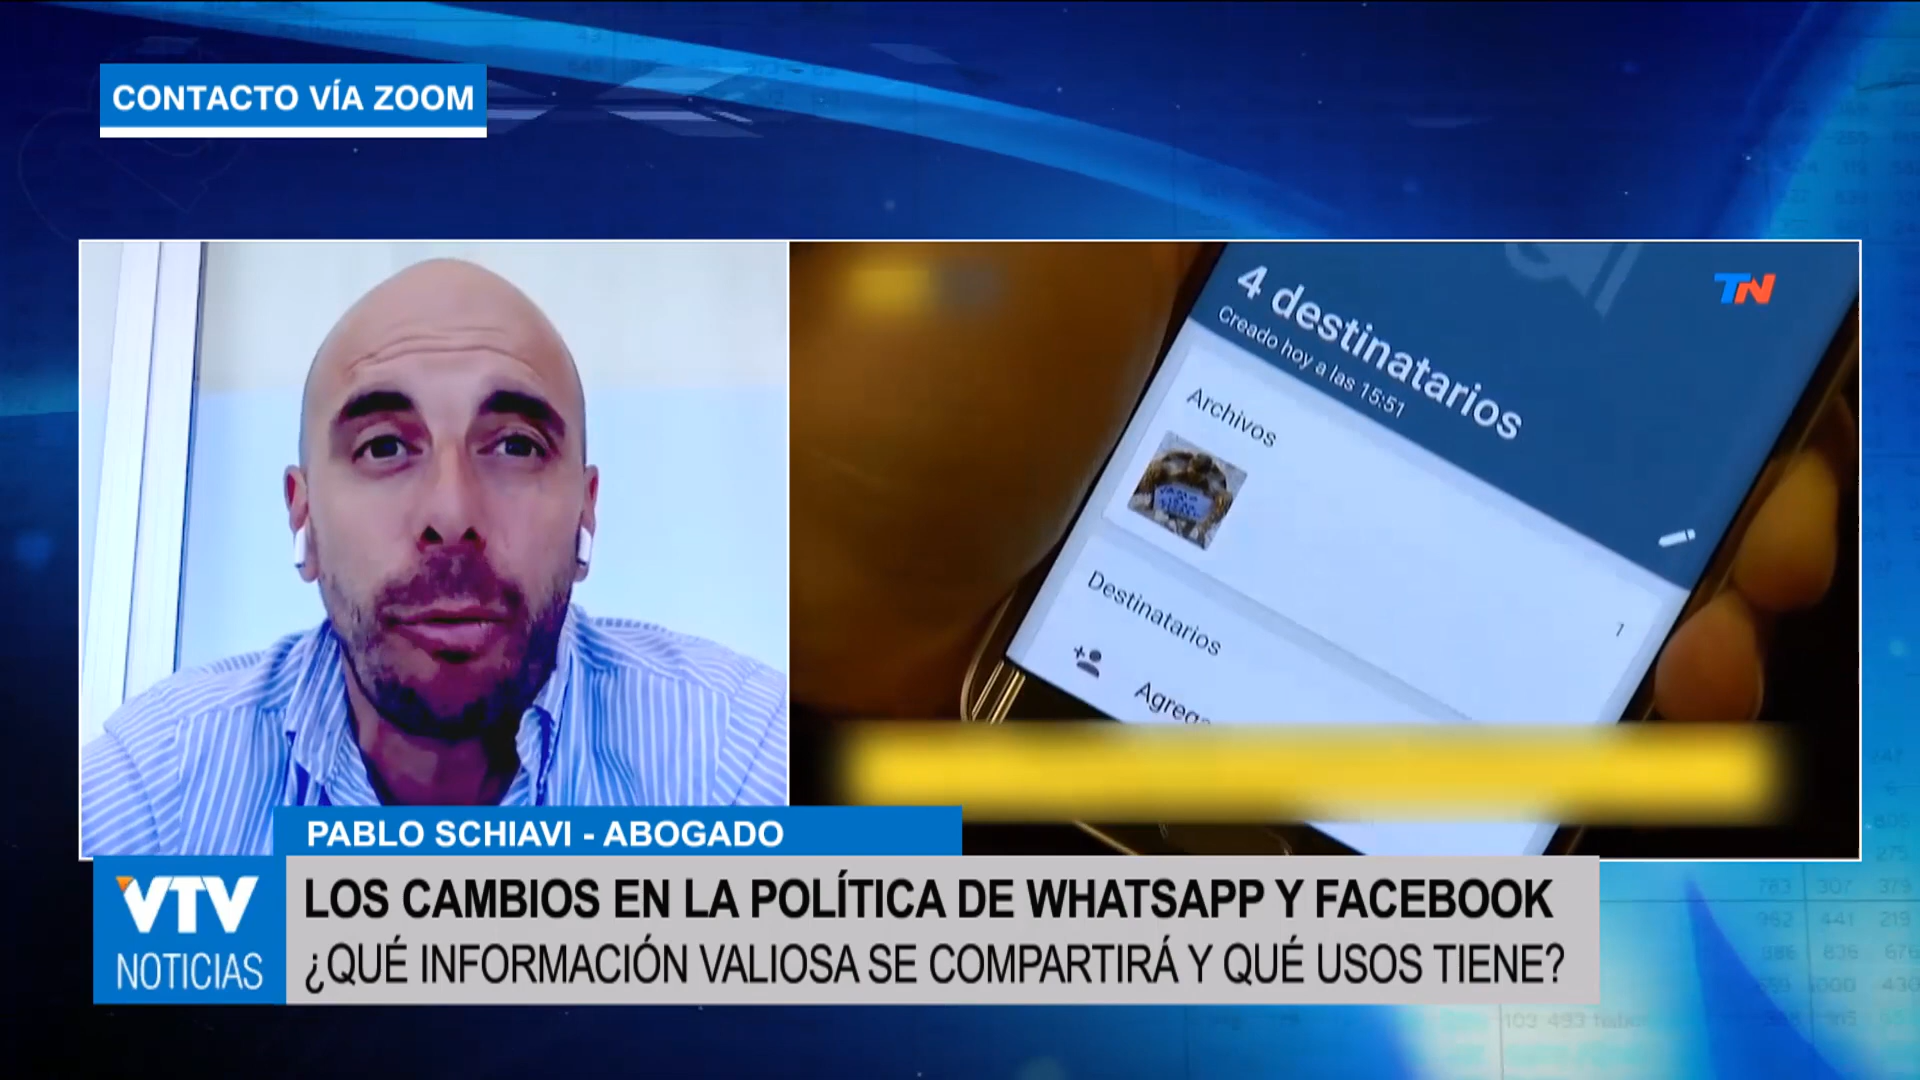 CONTACTO VÍA ZOOM
TN
4 destinatarios
Creado hoy a las 15:51
Archivos
1
Destinatarios
PABLO SCHIAVI - ABOGADO
VTV
NOTICIAS
LOS CAMBIOS EN LA POLÍTICA DE WHATSAPP Y FACEBOOK
¿QUÉ INFORMACIÓN VALIOSA SE COMPARTIRÁ Y QUÉ USOS TIENE?